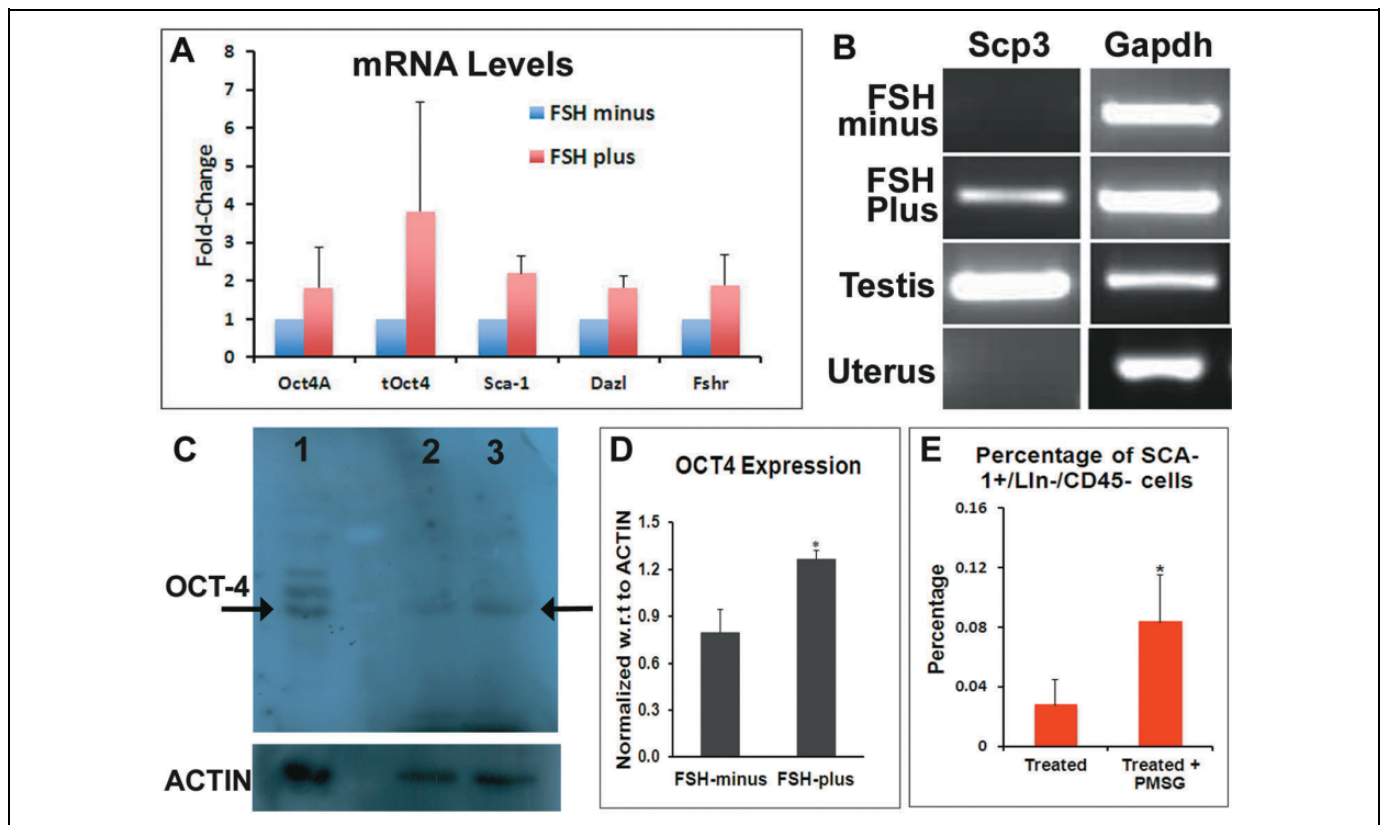 A
mRNA Levels
8
7
6
5
4
3
2
1
0
Fold-Change
FSH minus
FSH plus
Oct4A tOct4 Sca-1 Dazl Fshr
B
Scp3 Gapdh
FSH
minus
FSH
Plus
Testis
Uterus
C
1 2 3
OCT-4
ACTIN
D
OCT4 Expression
Normalized w.r.t to ACTIN
1.5
1.2
0.9
0.6
0.3
0.0
*
FSH-minus FSH-plus
E
Percentage of SCA-
1+/LIn-/CD45- cells
Percentage
0.16
0.12
0.08
0.04
0
*
Treated Treated +
PMSG